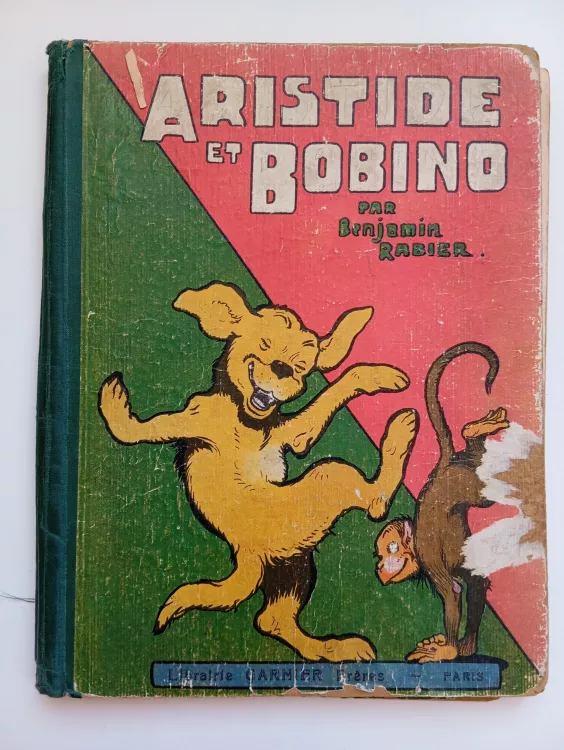 ARISTIDE
ET BOBINO
PAR
Benjamin
RABIER.
Librairie GARNIER Frères — PARIS